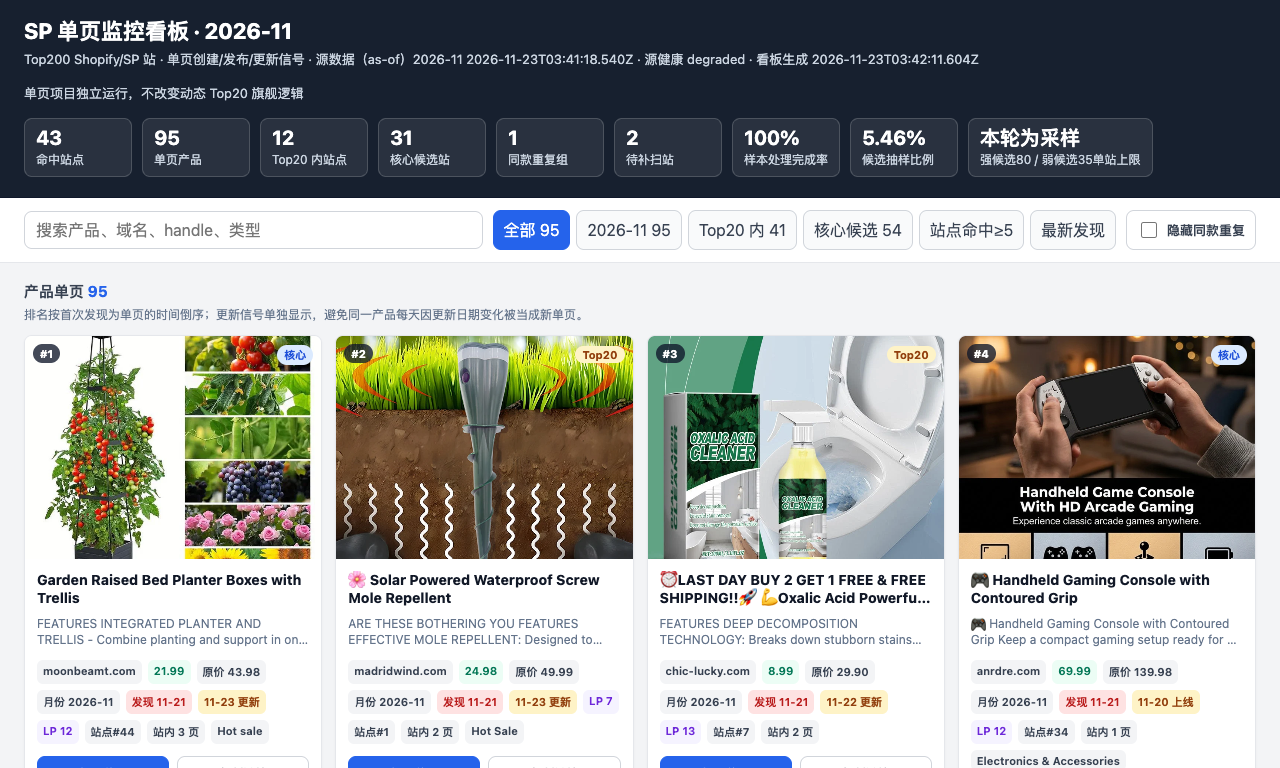 SP 单页监控看板 · 2026-11
Top200 Shopify/SP 站 · 单页创建/发布/更新信号 · 源数据（as-of）2026-11 2026-11-23T03:41:18.540Z · 源健康 degraded · 看板生成 2026-11-23T03:42:11.604Z
单页项目独立运行，不改变动态 Top20 旗舰逻辑
43
命中站点
95
单页产品
12
Top20 内站点
31
核心候选站
1
同款重复组
2
待补扫站
100%
样本处理完成率
5.46%
候选抽样比例
本轮为采样
强候选80 / 弱候选35单站上限
搜索产品、域名、handle、类型
全部 95
2026-11 95
Top20 内 41
核心候选 54
站点命中≥5
最新发现
隐藏同款重复
产品单页 95
排名按首次发现为单页的时间倒序；更新信号单独显示，避免同一产品每天因更新日期变化被当成新单页。
#1
核心
Garden Raised Bed Planter Boxes with
Trellis
FEATURES INTEGRATED PLANTER AND
TRELLIS - Combine planting and support in on...
moonbeamt.com
21.99
原价 43.98
月份 2026-11
发现 11-21
11-23 更新
LP 12
站点#44
站内 3 页
Hot sale
#2
Top20
🌸 Solar Powered Waterproof Screw
Mole Repellent
ARE THESE BOTHERING YOU FEATURES
EFFECTIVE MOLE REPELLENT: Designed to...
madridwind.com
24.98
原价 49.99
月份 2026-11
发现 11-21
11-23 更新
LP 7
站点#1
站内 2 页
Hot Sale
#3
Top20
OXALIC ACID
CLEANER
OXALIC ACID
CLEANER
⏰LAST DAY BUY 2 GET 1 FREE & FREE
SHIPPING!!🚀 💪Oxalic Acid Powerfu...
FEATURES DEEP DECOMPOSITION
TECHNOLOGY: Breaks down stubborn stains...
chic-lucky.com
8.99
原价 29.90
月份 2026-11
发现 11-21
11-22 更新
LP 13
站点#7
站内 2 页
#4
核心
Handheld Game Console
With HD Arcade Gaming
Experience classic arcade games anywhere.
🎮 Handheld Gaming Console with
Contoured Grip
🎮 Handheld Gaming Console with Contoured
Grip Keep a compact gaming setup ready for ...
anrdre.com
69.99
原价 139.98
月份 2026-11
发现 11-21
11-20 上线
LP 12
站点#34
站内 1 页
Electronics & Accessories